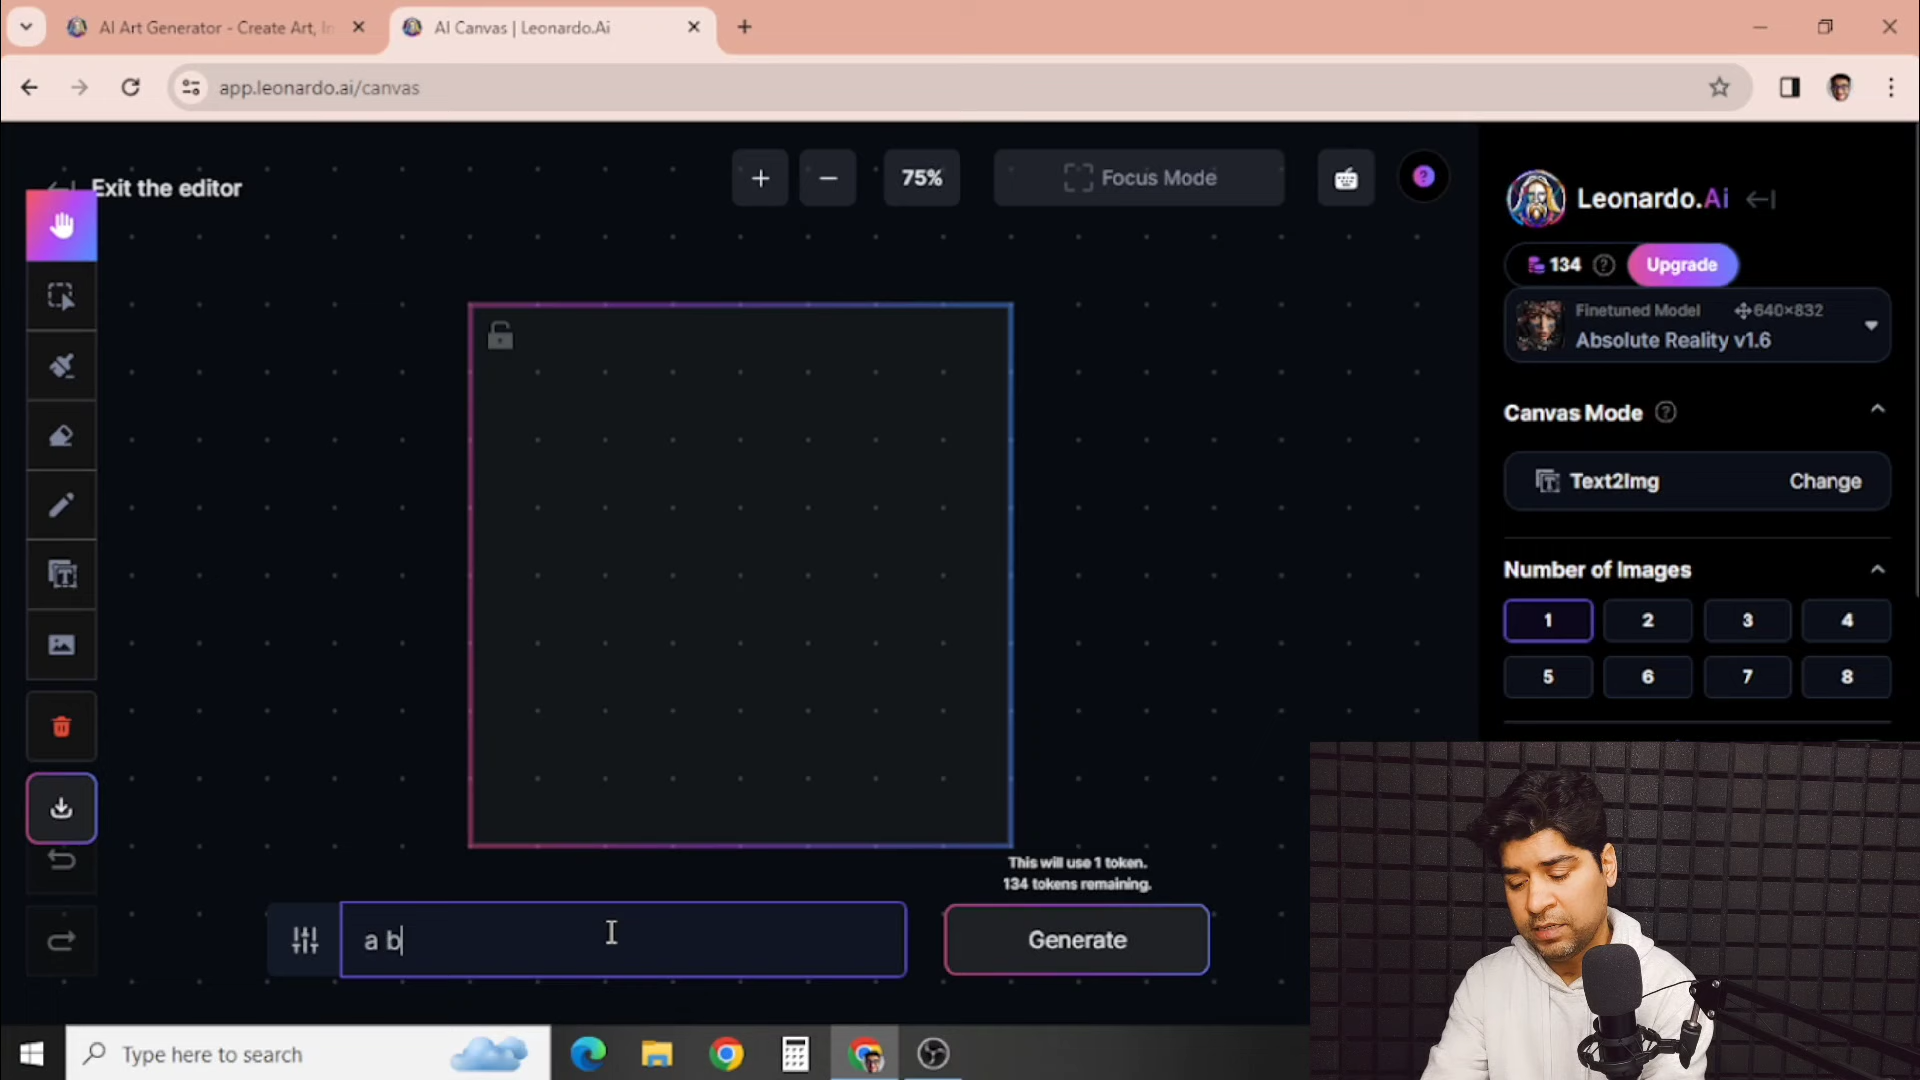 AI Art Generator - Create Art, In
AI Canvas | Leonardo.Ai
app.leonardo.ai/canvas
Exit the editor
75%
Focus Mode
Leonardo.Ai
134
Upgrade
Finetuned Model
640×832
Absolute Reality v1.6
Canvas Mode
Text2Img
Change
Number of Images
1
2
3
4
5
6
7
8
This will use 1 token.
134 tokens remaining.
a b
Generate
Type here to search